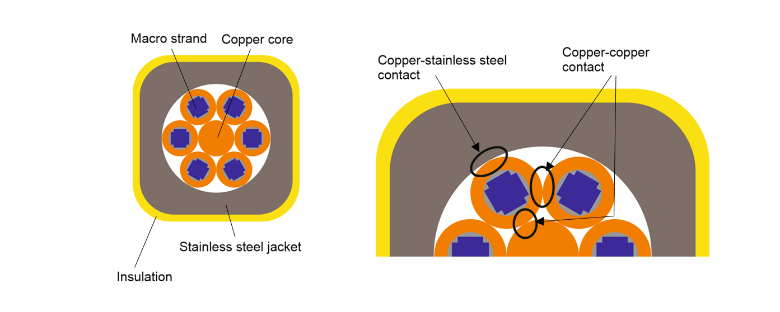 Macro strand
Copper core
Stainless steel jacket
Insulation
Copper-stainless steel
contact
Copper-copper
contact